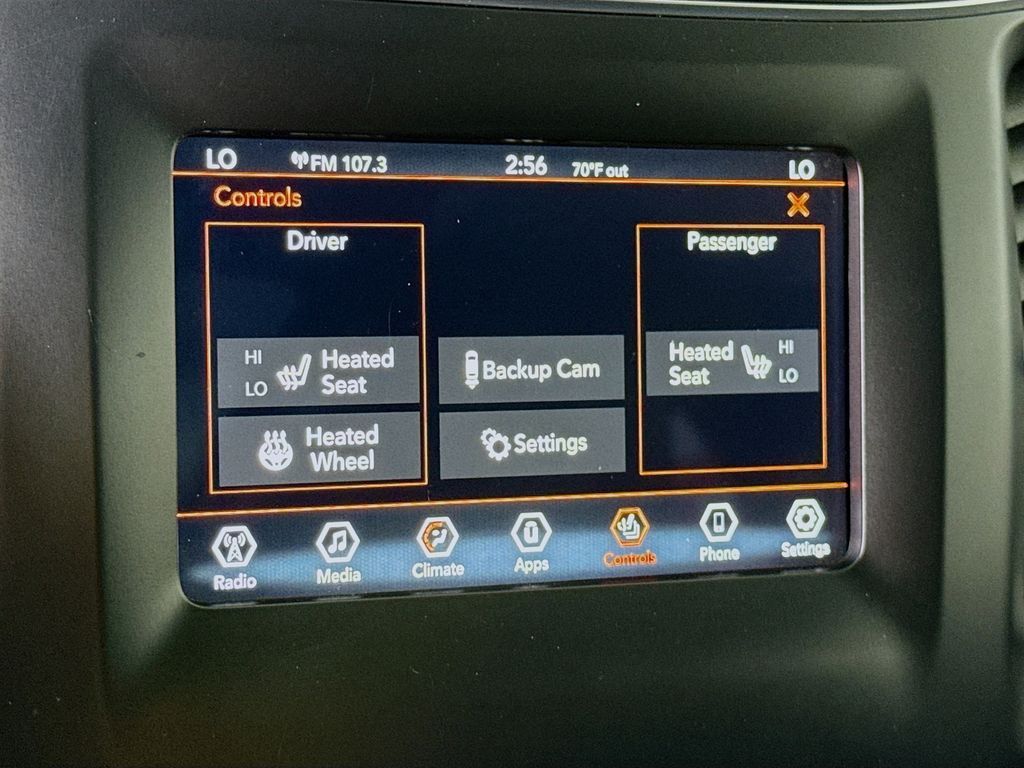 LO FM 107.3 2:56 70°F out LO
Controls
Driver
HI
LO
Heated
Seat
Heated
Wheel
Backup Cam
Settings
Passenger
Heated
Seat
HI
LO
Radio Media Climate Apps Controls Phone Settings